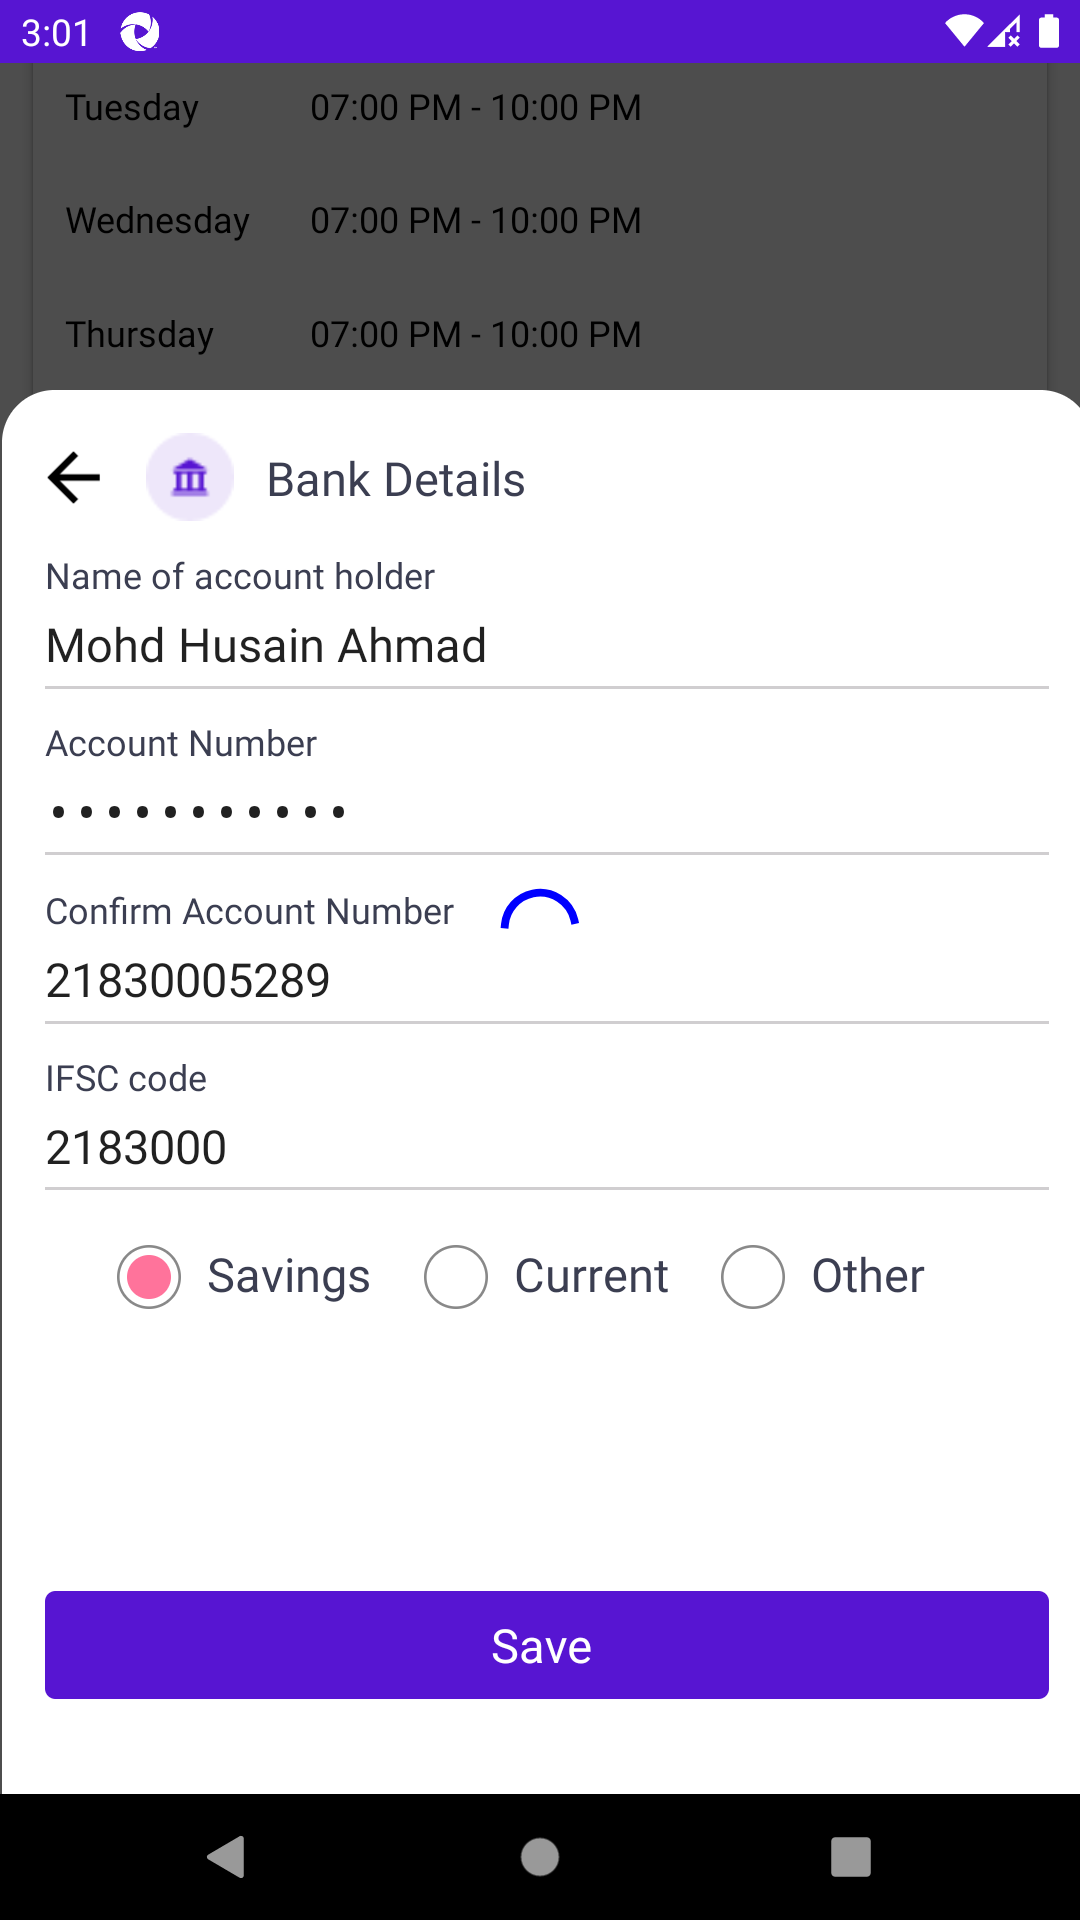 3:01
Tuesday 07:00 PM - 10:00 PM
Wednesday 07:00 PM - 10:00 PM
Thursday 07:00 PM - 10:00 PM
Bank Details
Name of account holder
Mohd Husain Ahmad
Account Number
•••••••••••
Confirm Account Number
21830005289
IFSC code
2183000
Savings Current Other
Save